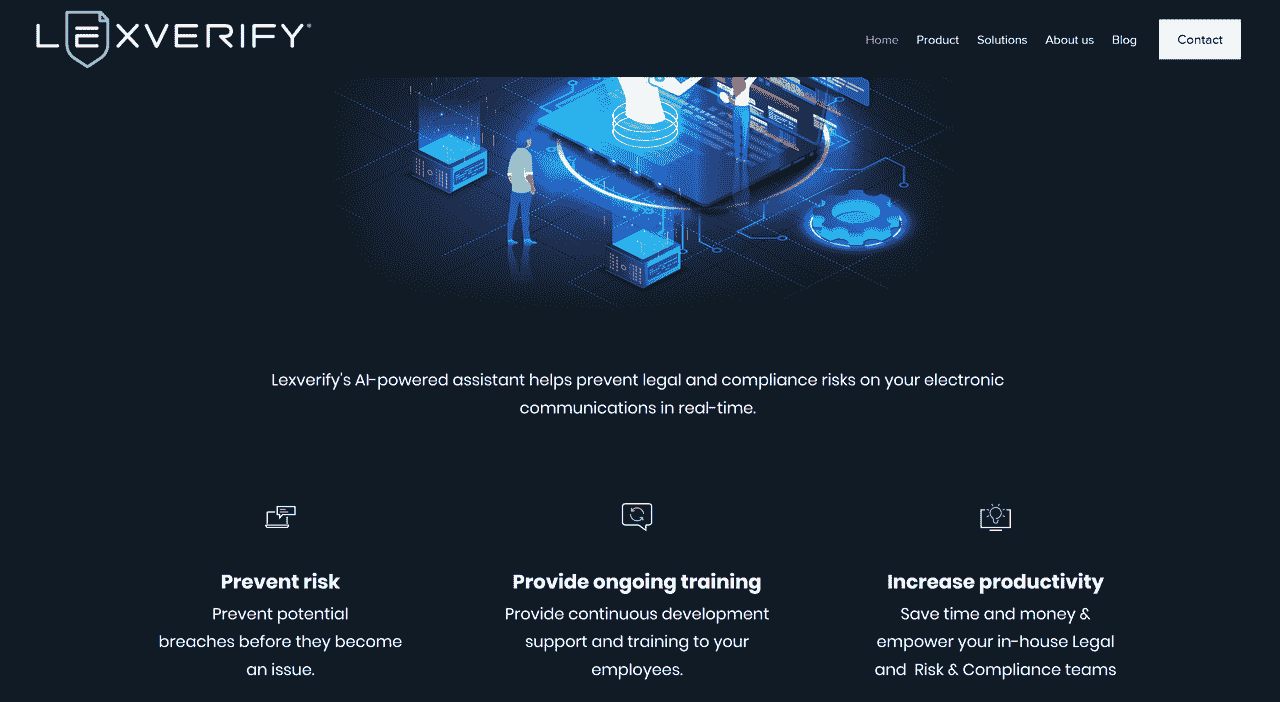 LEXVERIFY®
Home Product Solutions About us Blog Contact
Lexverify's AI-powered assistant helps prevent legal and compliance risks on your electronic
communications in real-time.
Prevent risk
Prevent potential
breaches before they become
an issue.
Provide ongoing training
Provide continuous development
support and training to your
employees.
Increase productivity
Save time and money &
empower your in-house Legal
and Risk & Compliance teams